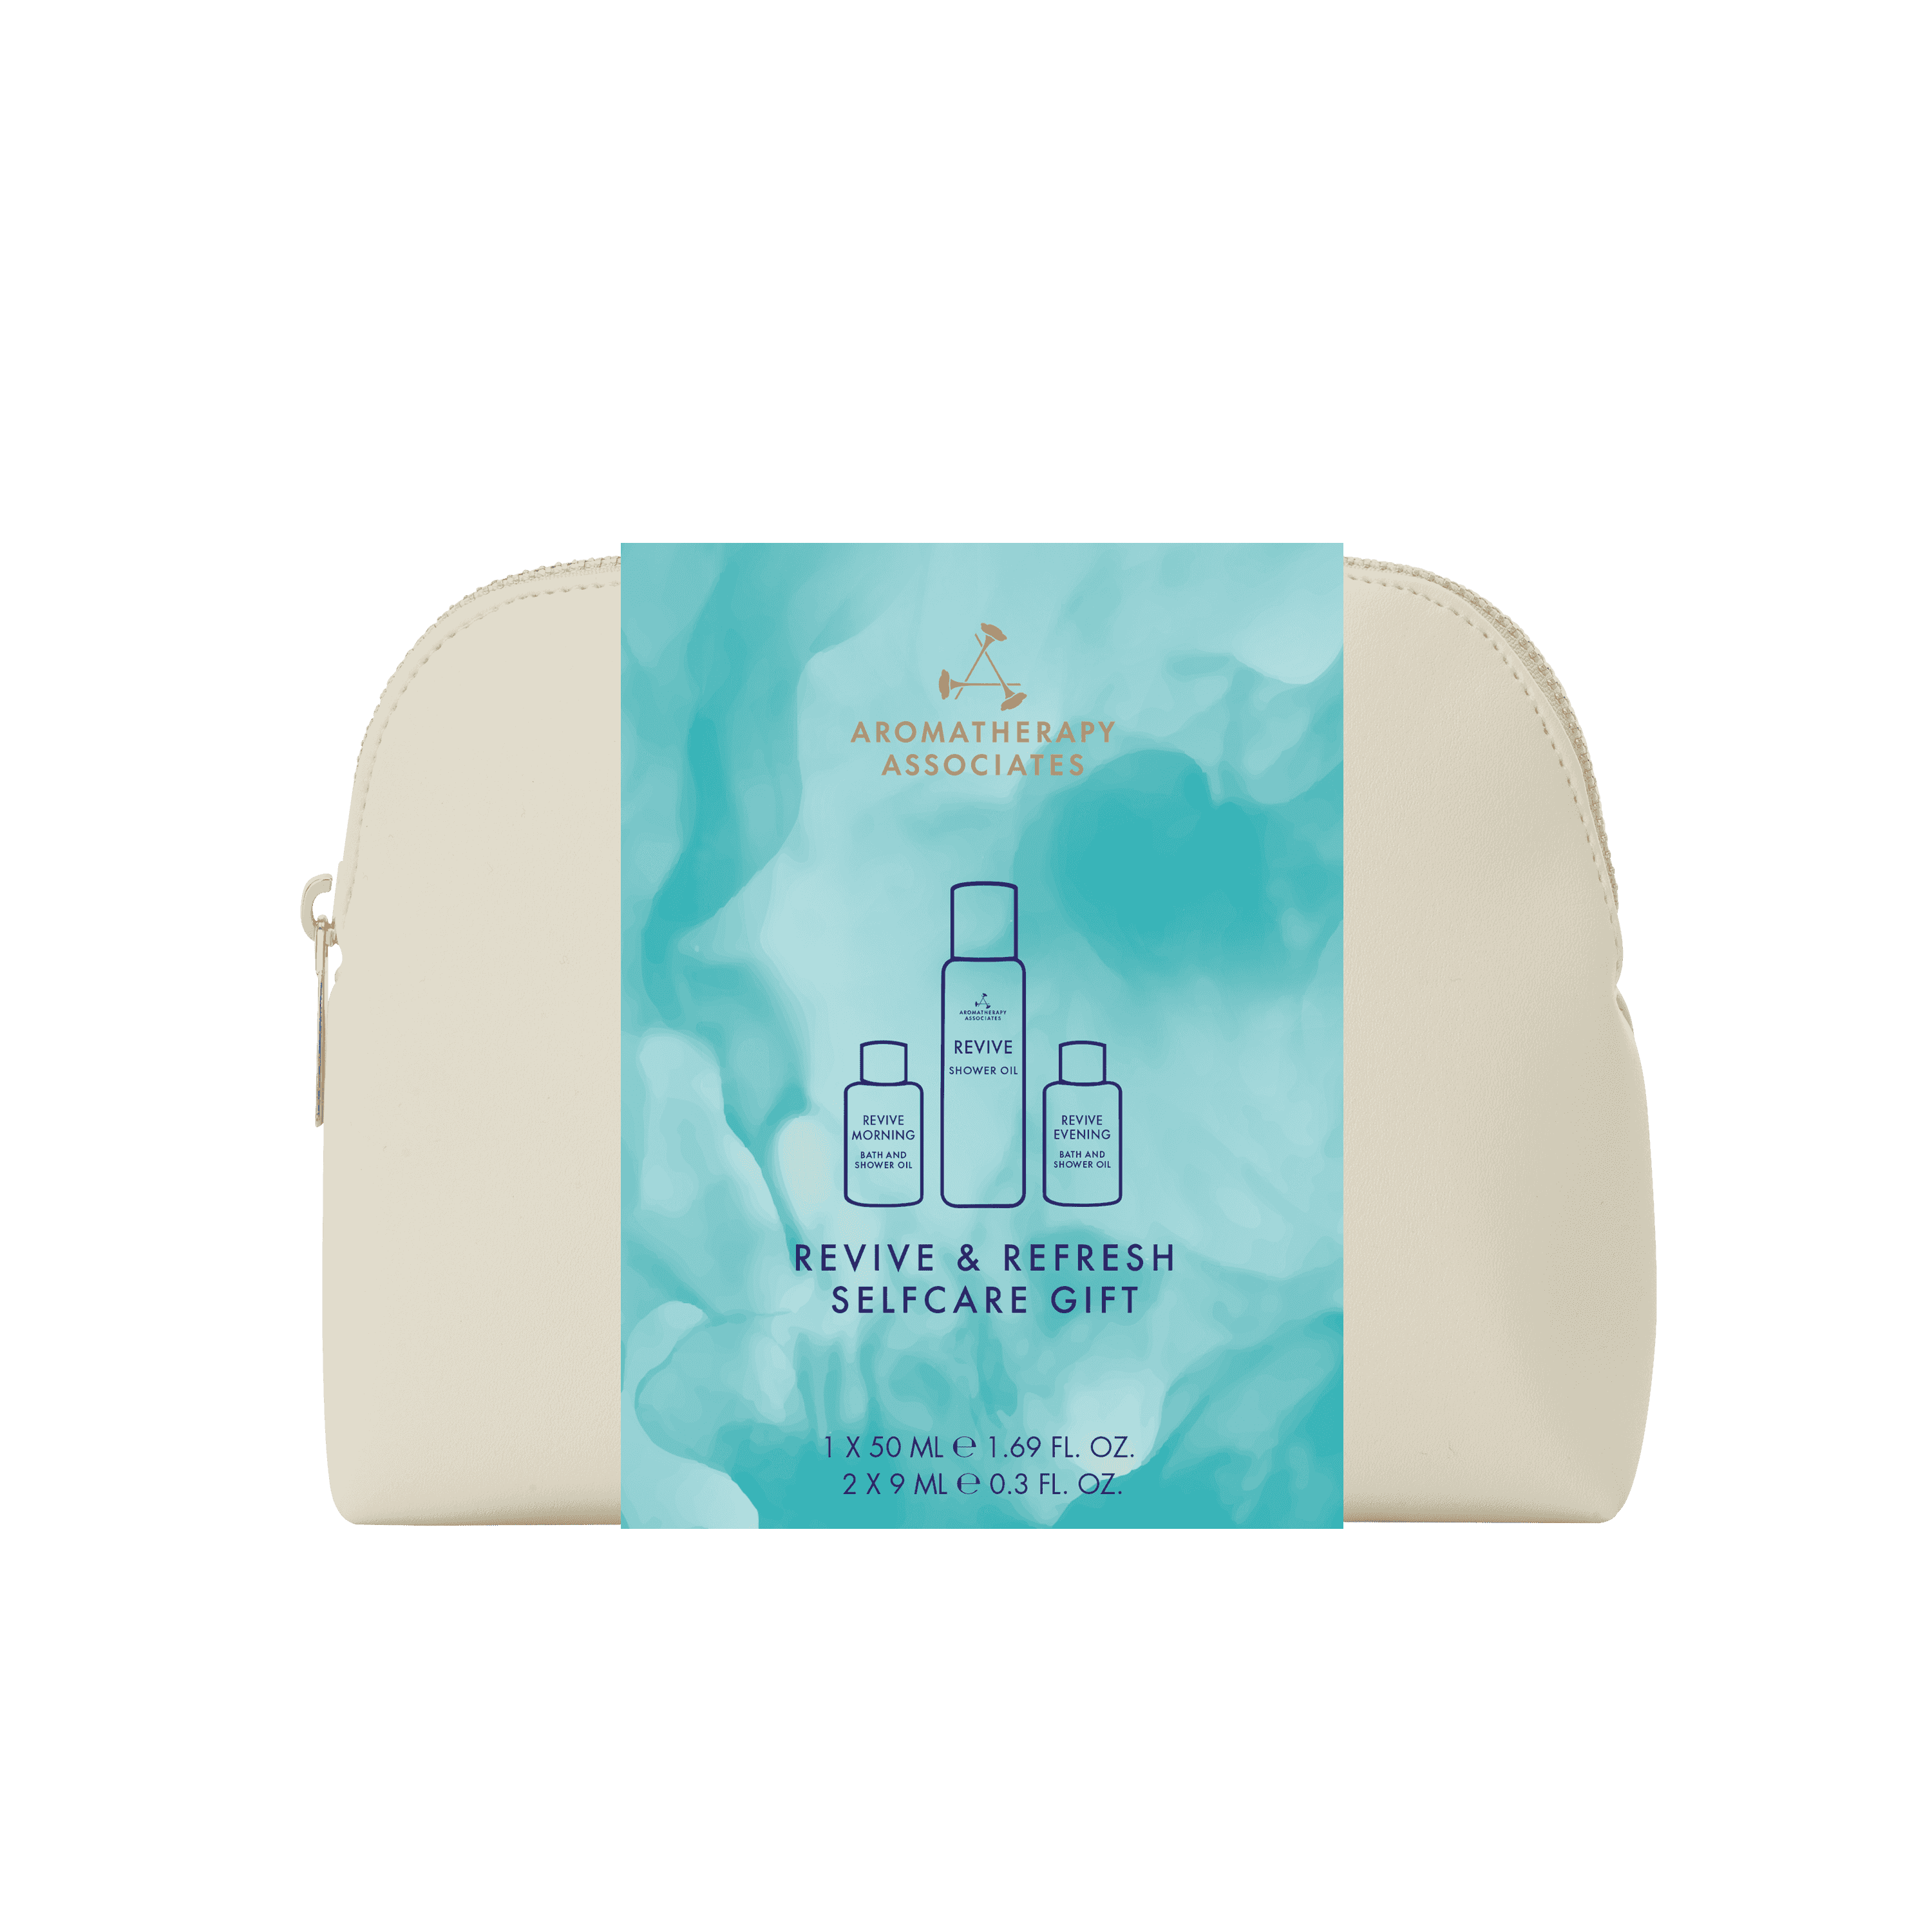 AROMATHERAPY
ASSOCIATES
AROMATHERAPY
ASSOCIATES
REVIVE
SHOWER OIL
REVIVE
MORNING
BATH AND
SHOWER OIL
REVIVE
EVENING
BATH AND
SHOWER OIL
REVIVE & REFRESH
SELFCARE GIFT
1 X 50 ML ℮ 1.69 FL. OZ.
2 X 9 ML ℮ 0.3 FL. OZ.